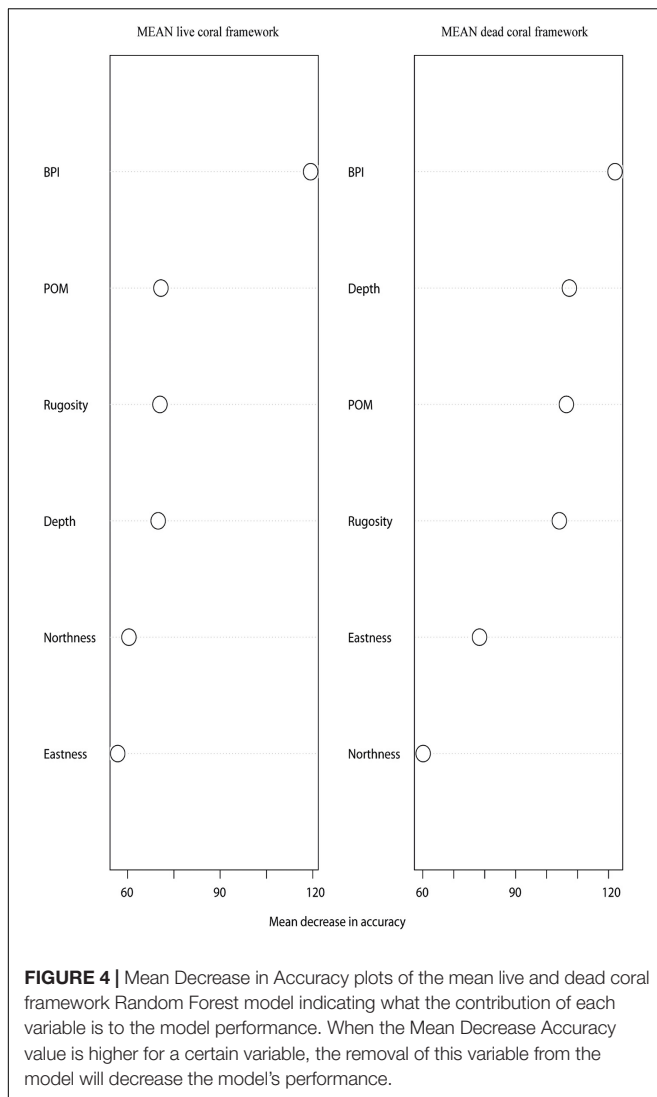 MEAN live coral framework
MEAN dead coral framework
BPI
POM
Rugosity
Depth
Northness
Eastness
BPI
Depth
POM
Rugosity
Eastness
Northness
60 90 120
60 90 120
Mean decrease in accuracy
FIGURE 4 | Mean Decrease in Accuracy plots of the mean live and dead coral
framework Random Forest model indicating what the contribution of each
variable is to the model performance. When the Mean Decrease Accuracy
value is higher for a certain variable, the removal of this variable from the
model will decrease the model's performance.